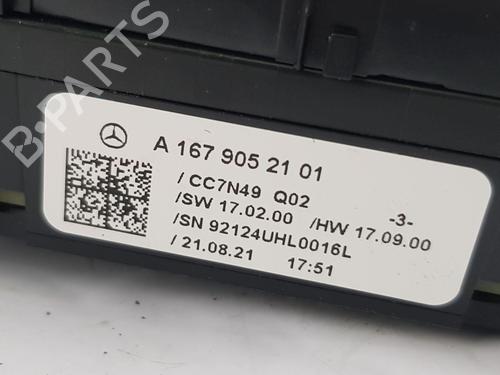 B-PARTS
A 167 905 21 01
/CC7N49 Q02 -3-
/SW 17.02.00 /HW 17.09.00
/SN 92124UHL0016L
/21.08.21 17:51